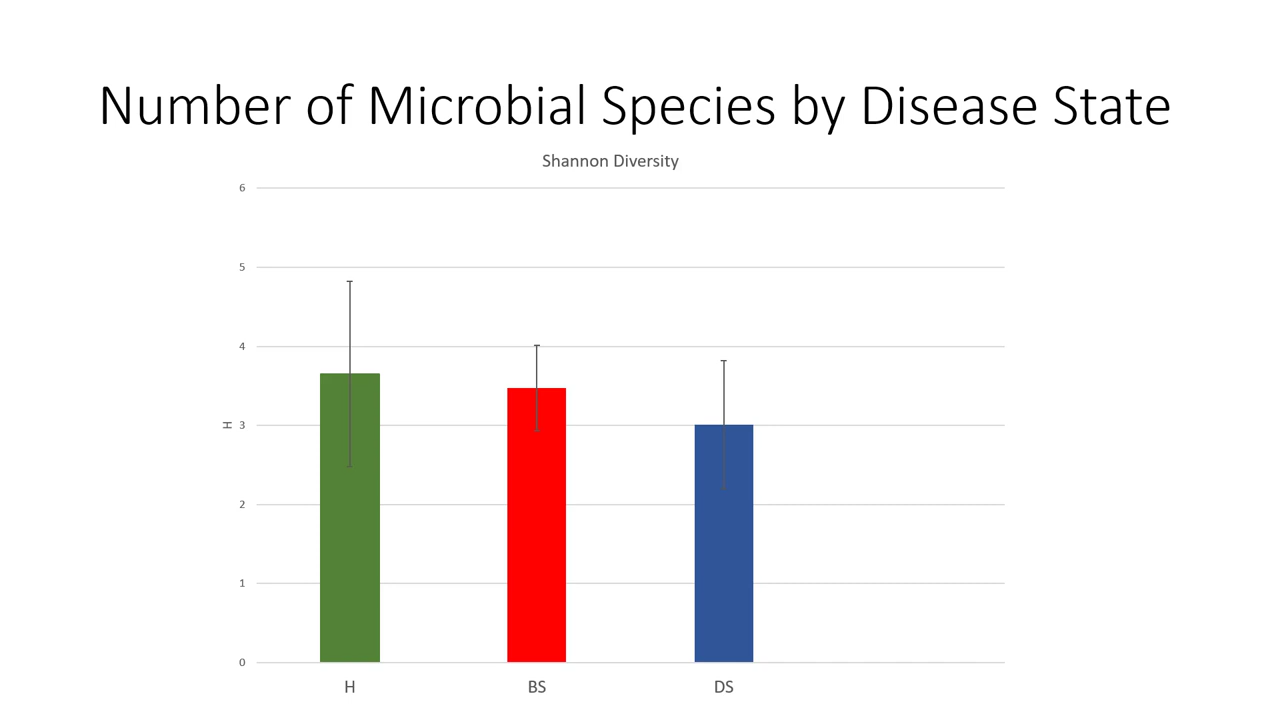 Number of Microbial Species by Disease State
Shannon Diversity
6
5
4
H
3
2
1
0
H BS DS